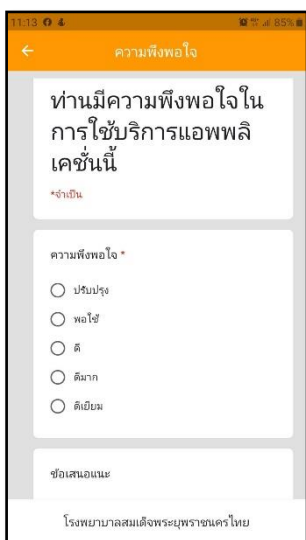 11:13 85%
ความพึงพอใจ
ท่านมีความพึงพอใจใน
การใช้บริการแอพพลิ
เคชั่นนี้
*จำเป็น
ความพึงพอใจ *
ปรับปรุง
พอใช้
ดี
ดีมาก
ดีเยี่ยม
ข้อเสนอแนะ
โรงพยาบาลสมเด็จพระยุพราชนครไทย